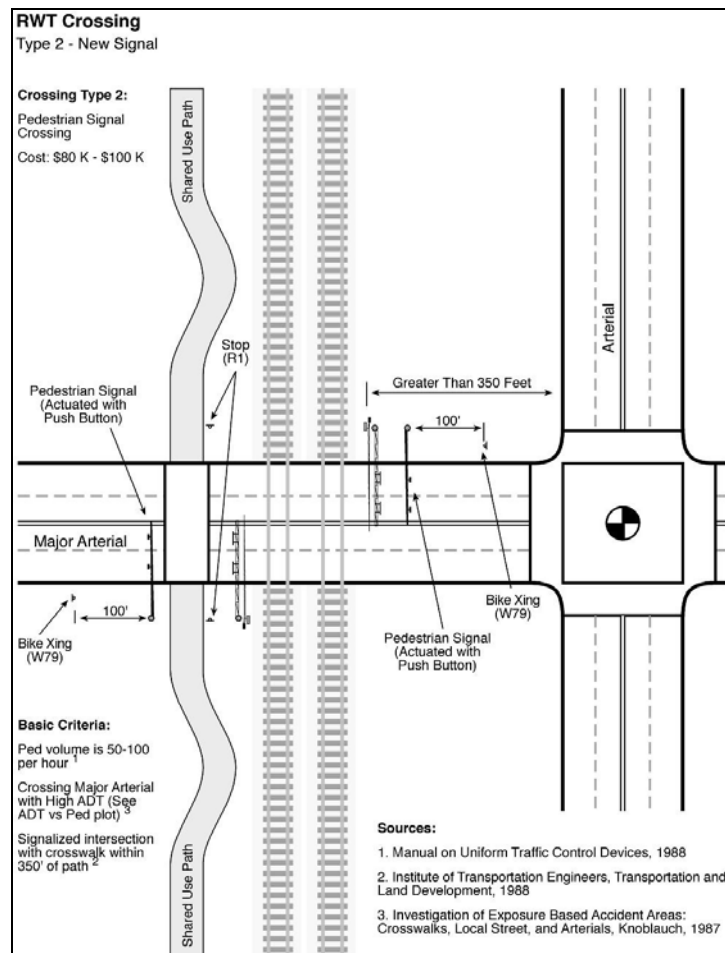 RWT Crossing
Type 2 - New Signal
Crossing Type 2:
Pedestrian Signal
Crossing
Cost: $80 K - $100 K
Shared Use Path
Arterial
Stop
(R1)
Greater Than 350 Feet
Pedestrian Signal
(Actuated with
Push Button)
100'
Major Arterial
Bike Xing
(W79)
100'
Bike Xing
(W79)
Pedestrian Signal
(Actuated with
Push Button)
Basic Criteria:
Ped volume is 50-100
per hour 1
Crossing Major Arterial
with High ADT (See
ADT vs Ped plot) 3
Signalized intersection
with crosswalk within
350' of path 2
Shared Use Path
Sources:
1. Manual on Uniform Traffic Control Devices, 1988
2. Institute of Transportation Engineers, Transportation and
Land Development, 1988
3. Investigation of Exposure Based Accident Areas:
Crosswalks, Local Street, and Arterials, Knoblauch, 1987